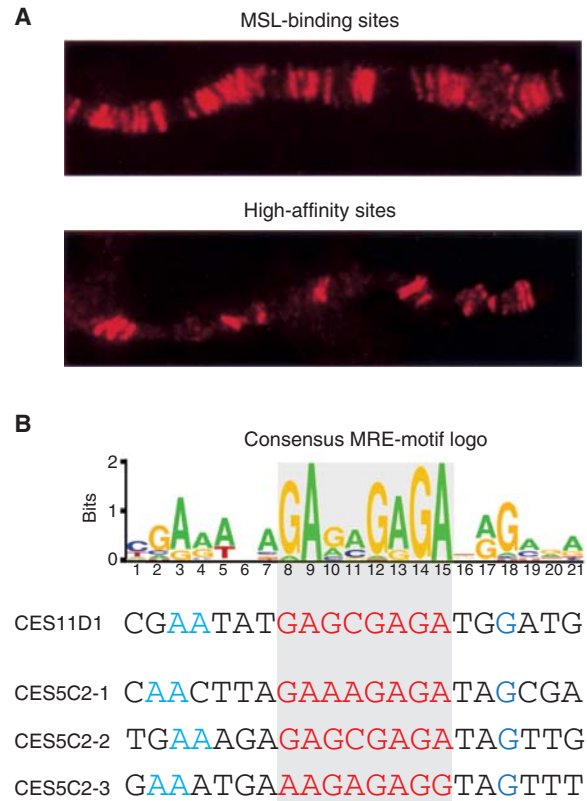 A
MSL-binding sites
High-affinity sites
B
Consensus MRE-motif logo
Bits
2
1
0
1 2 3 4 5 6 7 8 9 10 11 12 13 14 15 16 17 18 19 20 21
CES11D1 CGAATATGAGCGAGATGGATG
CES5C2-1 CAACTTAGAAAGAGATAGCGA
CES5C2-2 TGAAAGAGAGCGAGATAGTTG
CES5C2-3 GAAATGAAAGAGAGGTAGTTT